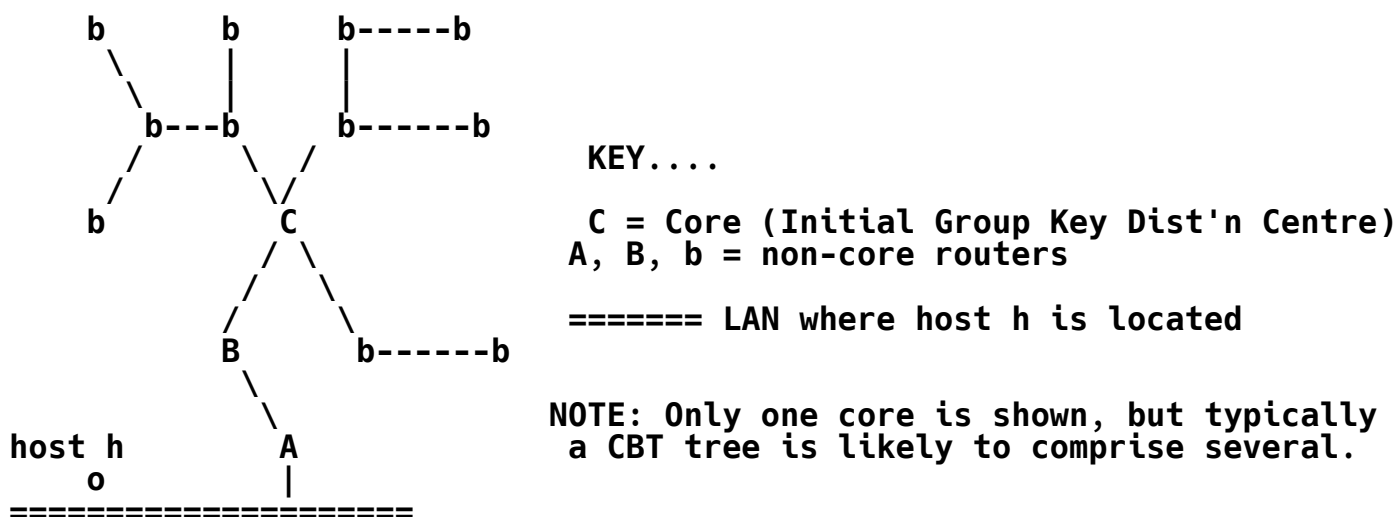 b b b-----b
b---b b------b
KEY....
b C C = Core (Initial Group Key Dist'n Centre)
A, B, b = non-core routers
======= LAN where host h is located
B b------b
NOTE: Only one core is shown, but typically
host h A a CBT tree is likely to comprise several.
o |
=====================